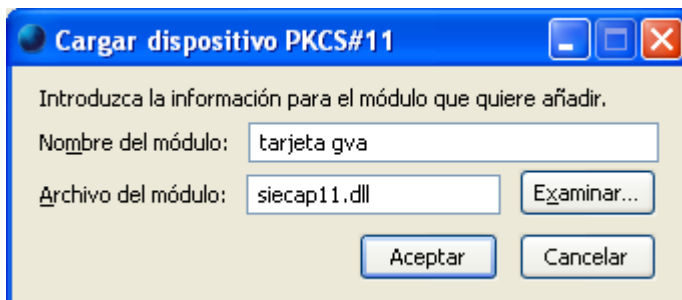 Cargar dispositivo PKCS#11
Introduzca la información para el módulo que quiere añadir.
Nombre del módulo: tarjeta gva
Archivo del módulo: siecap11.dll Examinar...
Aceptar Cancelar